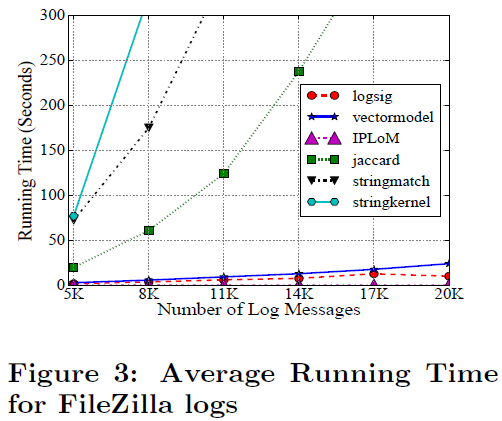 300
250
200
150
100
50
0
Running Time (Seconds)
logsig
vectormodel
IPLoM
jaccard
stringmatch
stringkernel
5K 8K 11K 14K 17K 20K
Number of Log Messages
Figure 3: Average Running Time
for FileZilla logs